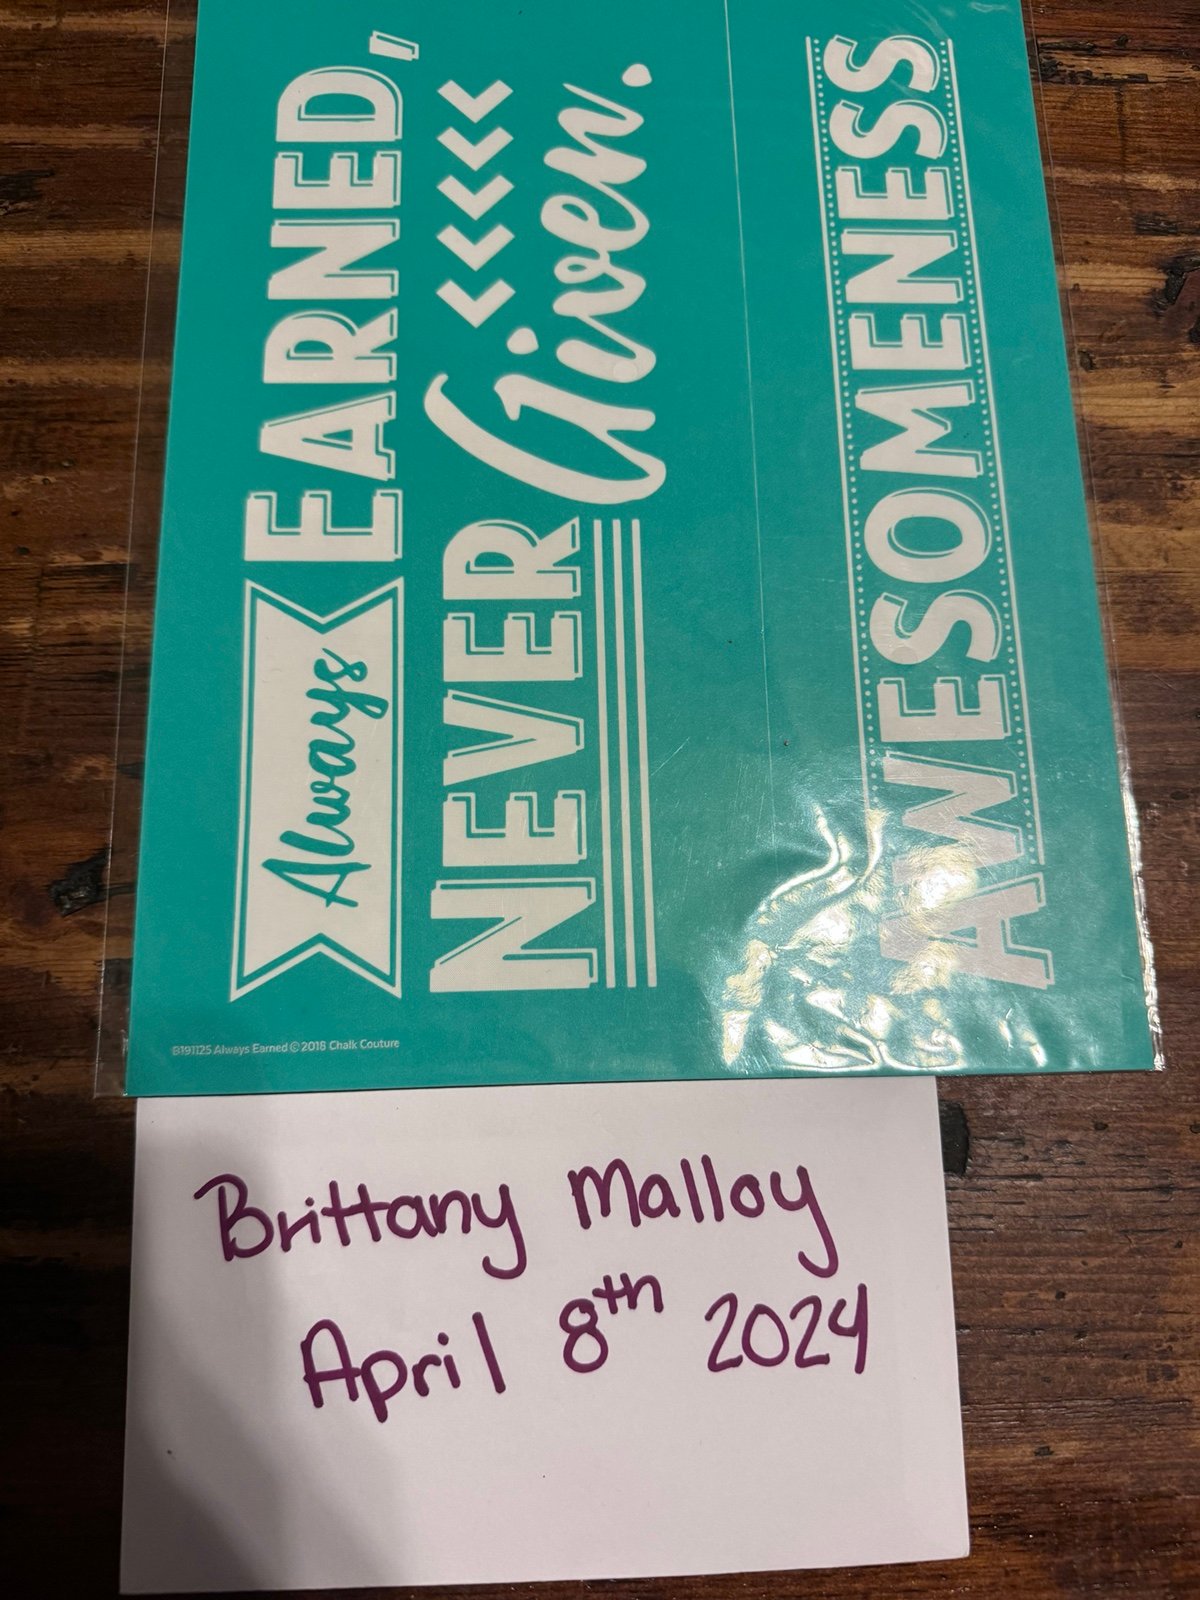 Always EARNED,
NEVER Given.
AWESOMENESS
B191125 Always Earned © 2018 Chalk Couture
Brittany Malloy
April 8th 2024